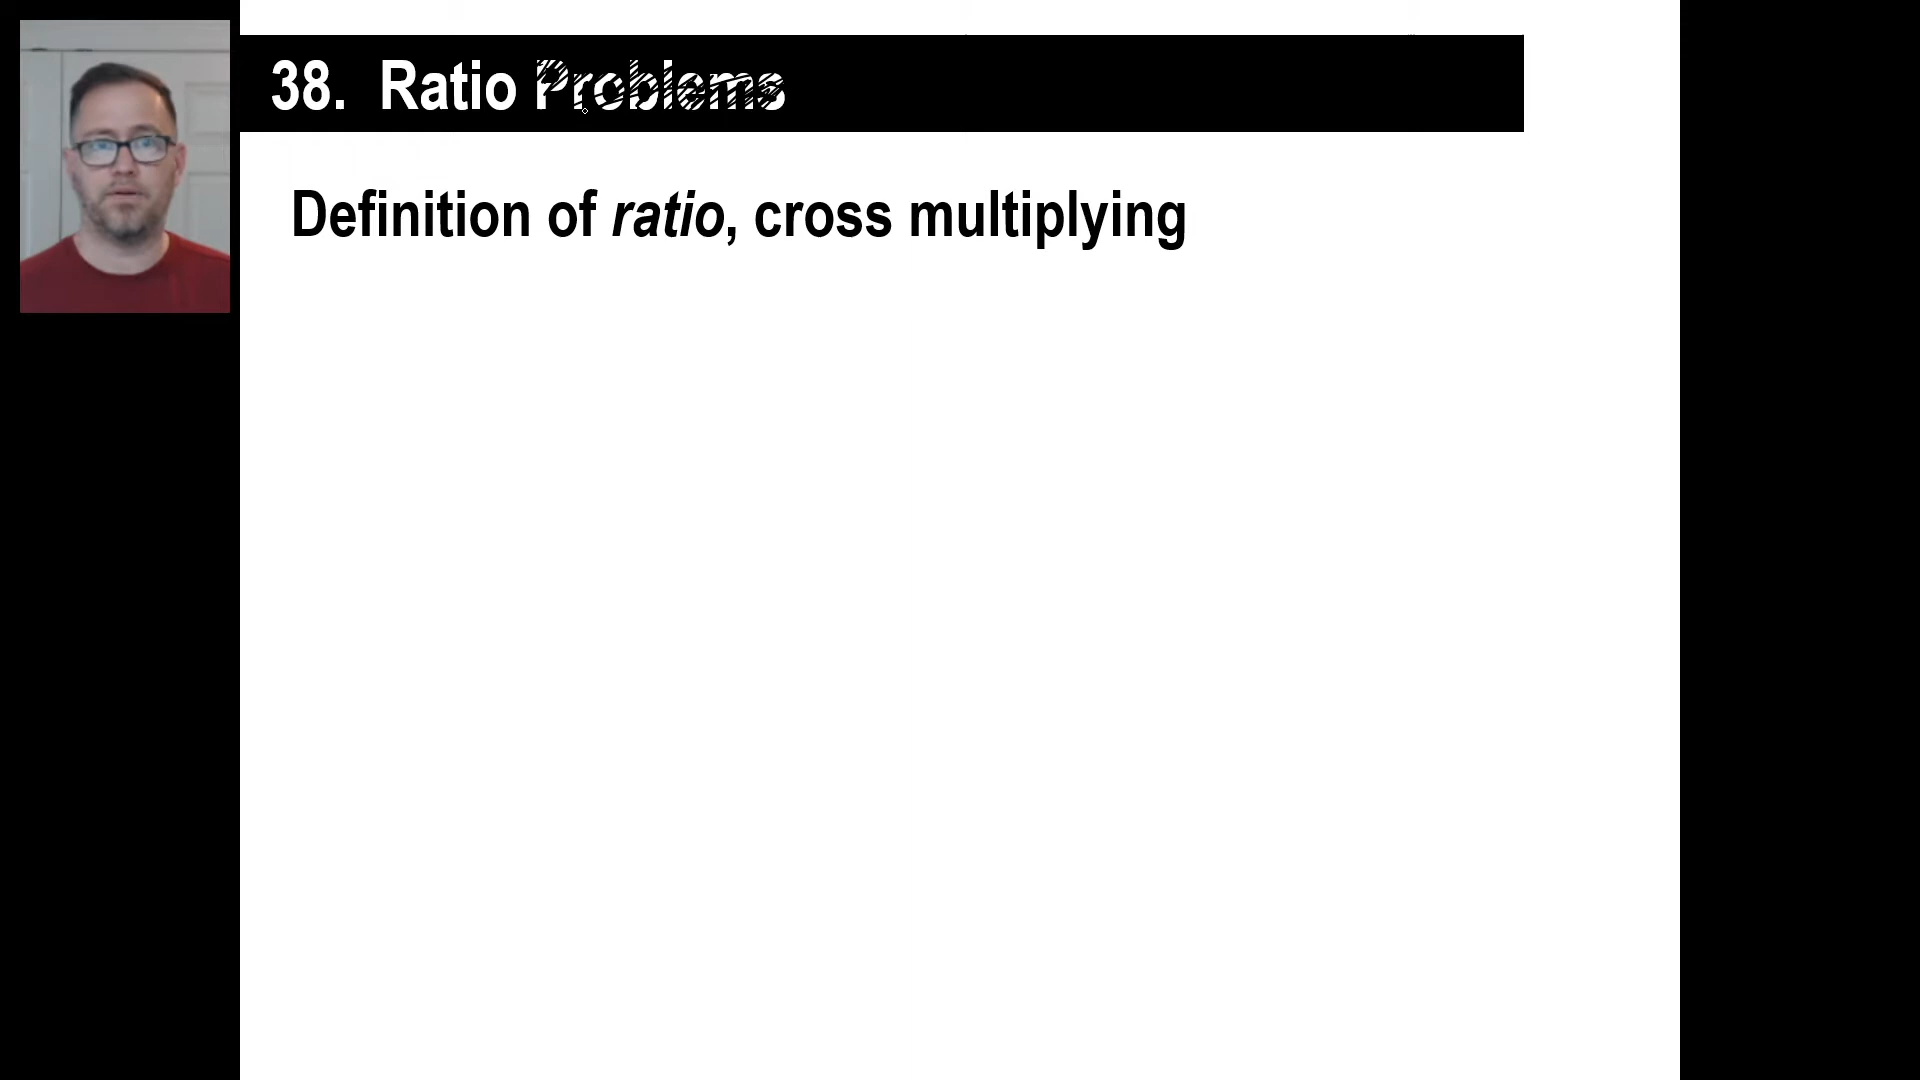 38. Ratio Problems
Definition of ratio, cross multiplying